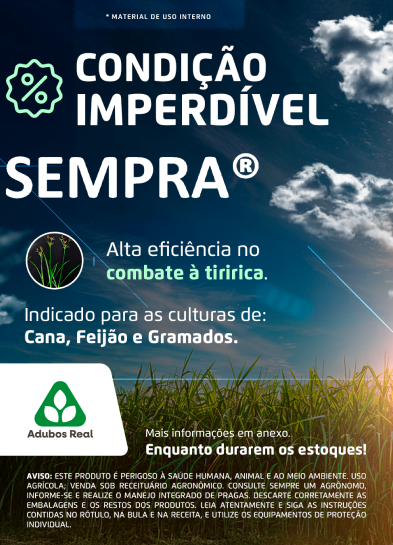 * MATERIAL DE USO INTERNO
CONDIÇÃO
IMPERDÍVEL
SEMPRA®
Alta eficiência no
combate à tiririca.
Indicado para as culturas de:
Cana, Feijão e Gramados.
Adubos Real
Mais informações em anexo.
Enquanto durarem os estoques!
AVISO: ESTE PRODUTO É PERIGOSO À SAÚDE HUMANA, ANIMAL E AO MEIO AMBIENTE. USO
AGRÍCOLA; VENDA SOB RECEITUÁRIO AGRONÔMICO. CONSULTE SEMPRE UM AGRÔNOMO,
INFORME-SE E REALIZE O MANEJO INTEGRADO DE PRAGAS. DESCARTE CORRETAMENTE AS
EMBALAGENS E OS RESTOS DOS PRODUTOS. LEIA ATENTAMENTE E SIGA AS INSTRUÇÕES
CONTIDAS NO RÓTULO, NA BULA E NA RECEITA, E UTILIZE OS EQUIPAMENTOS DE PROTEÇÃO
INDIVIDUAL.